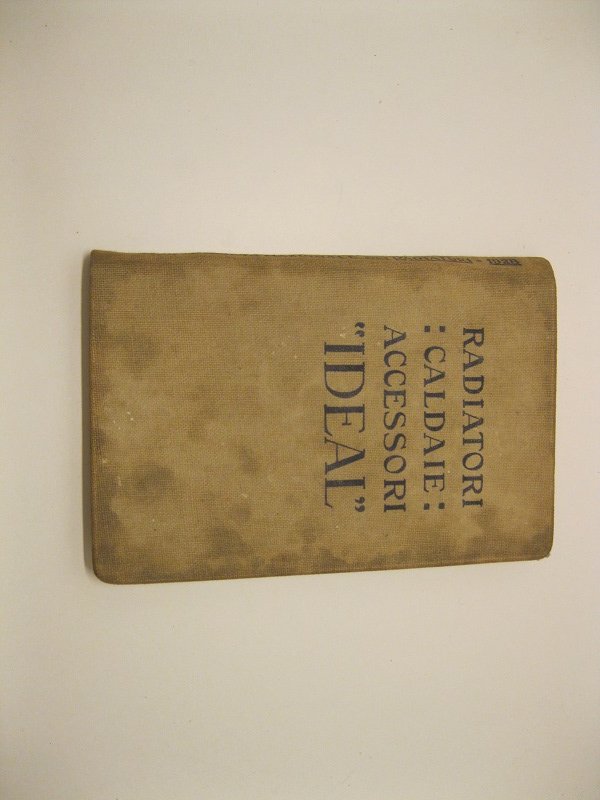 RADIATORI
: CALDAIE :
ACCESSORI
"IDEAL"